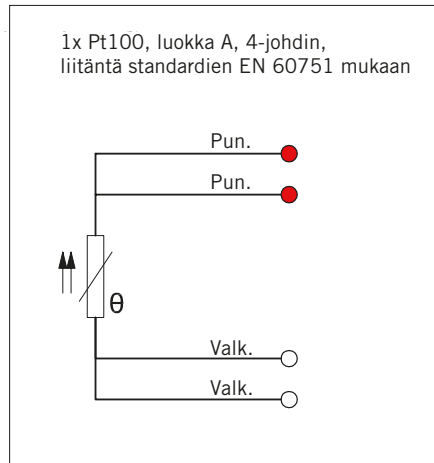 1x Pt100, luokka A, 4-johdin,
liitäntä standardien EN 60751 mukaan
Pun.
Pun.
θ
Valk.
Valk.